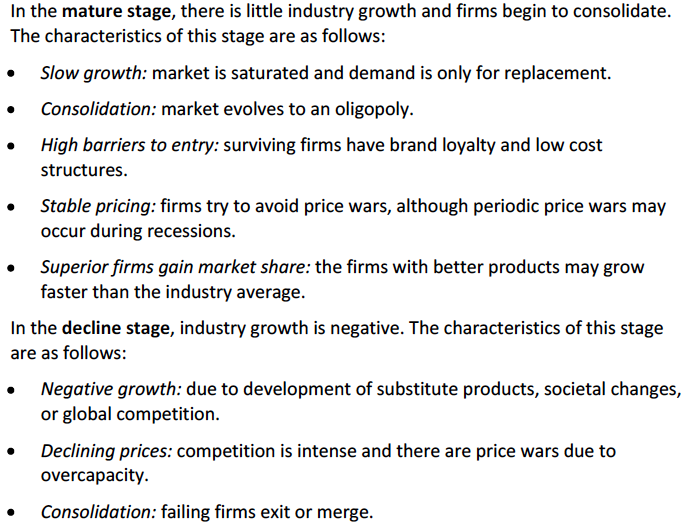 In the mature stage, there is little industry growth and firms begin to consolidate.
The characteristics of this stage are as follows:
• Slow growth: market is saturated and demand is only for replacement.
• Consolidation: market evolves to an oligopoly.
• High barriers to entry: surviving firms have brand loyalty and low cost
structures.
• Stable pricing: firms try to avoid price wars, although periodic price wars may
occur during recessions.
• Superior firms gain market share: the firms with better products may grow
faster than the industry average.
In the decline stage, industry growth is negative. The characteristics of this stage
are as follows:
• Negative growth: due to development of substitute products, societal changes,
or global competition.
• Declining prices: competition is intense and there are price wars due to
overcapacity.
• Consolidation: failing firms exit or merge.